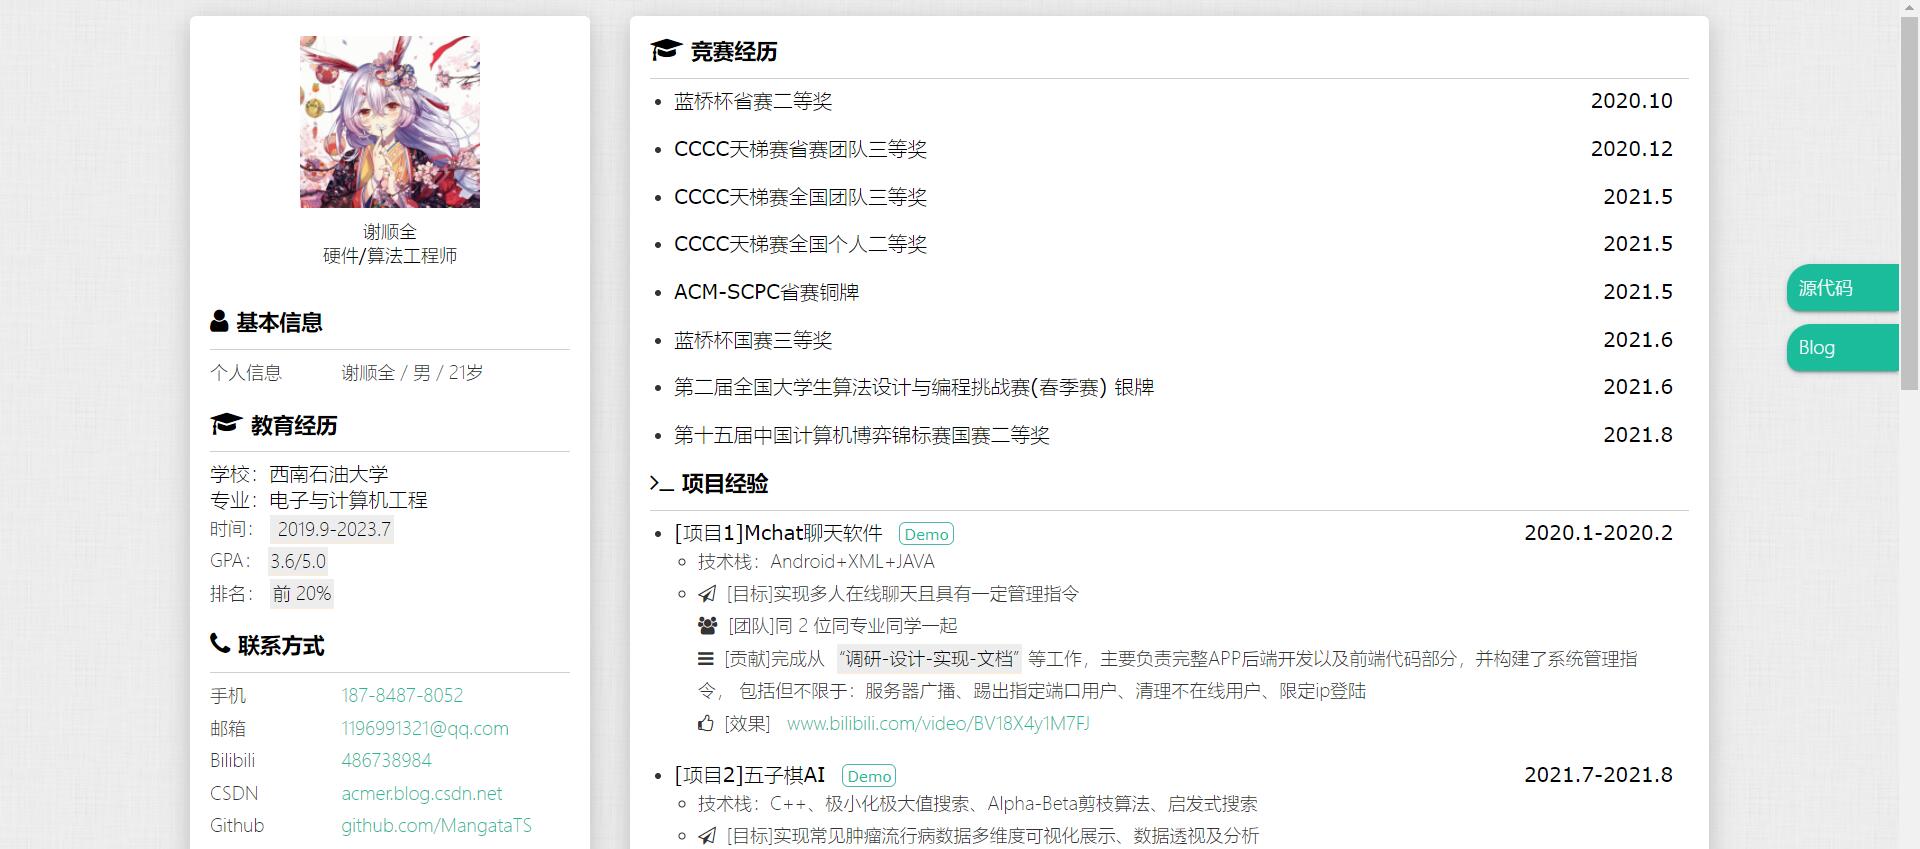 谢顺全
硬件/算法工程师
基本信息
个人信息 谢顺全 / 男 / 21岁
教育经历
学校：西南石油大学
专业：电子与计算机工程
时间： 2019.9-2023.7
GPA： 3.6/5.0
排名： 前 20%
联系方式
手机 187-8487-8052
邮箱 1196991321@qq.com
Bilibili 486738984
CSDN acmer.blog.csdn.net
Github github.com/MangataTS
竞赛经历
蓝桥杯省赛二等奖 2020.10
CCCC天梯赛省赛团队三等奖 2020.12
CCCC天梯赛全国团队三等奖 2021.5
CCCC天梯赛全国个人二等奖 2021.5
ACM-SCPC省赛铜牌 2021.5
蓝桥杯国赛三等奖 2021.6
第二届全国大学生算法设计与编程挑战赛(春季赛) 银牌 2021.6
第十五届中国计算机博弈锦标赛国赛二等奖 2021.8
项目经验
[项目1]Mchat聊天软件 Demo 2020.1-2020.2
技术栈：Android+XML+JAVA
[目标]实现多人在线聊天且具有一定管理指令
[团队]同 2 位同专业同学一起
[贡献]完成从 “调研-设计-实现-文档” 等工作，主要负责完整APP后端开发以及前端代码部分，并构建了系统管理指
令， 包括但不限于：服务器广播、踢出指定端口用户、清理不在线用户、限定ip登陆
[效果] www.bilibili.com/video/BV18X4y1M7FJ
[项目2]五子棋AI Demo 2021.7-2021.8
技术栈：C++、极小化极大值搜索、Alpha-Beta剪枝算法、启发式搜索
[目标]实现常见肿瘤流行病数据多维度可视化展示、数据透视及分析
源代码
Blog